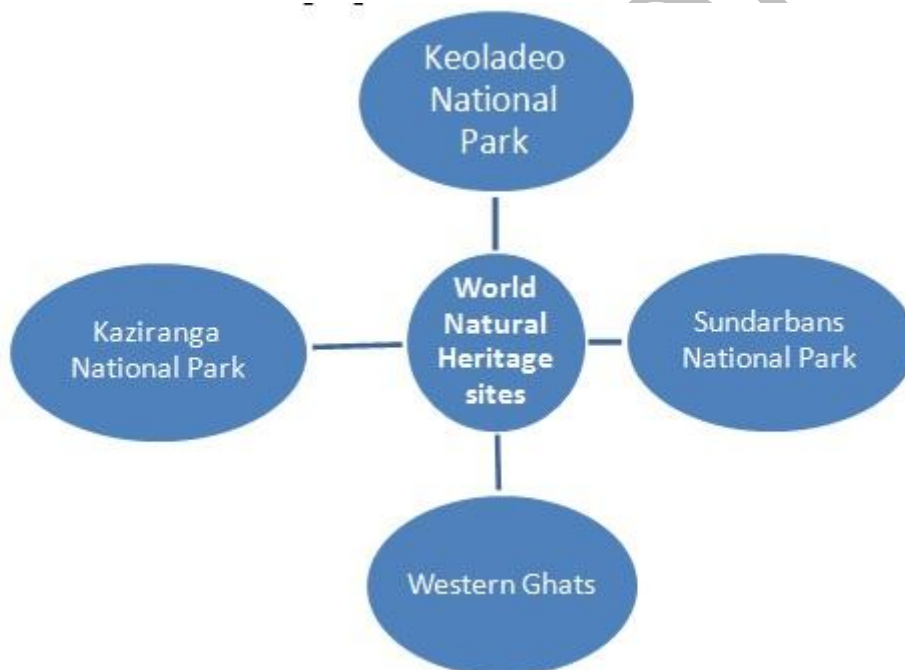 Keoladeo
National
Park
Kaziranga
National Park
World
Natural
Heritage
sites
Sundarbans
National Park
Western Ghats